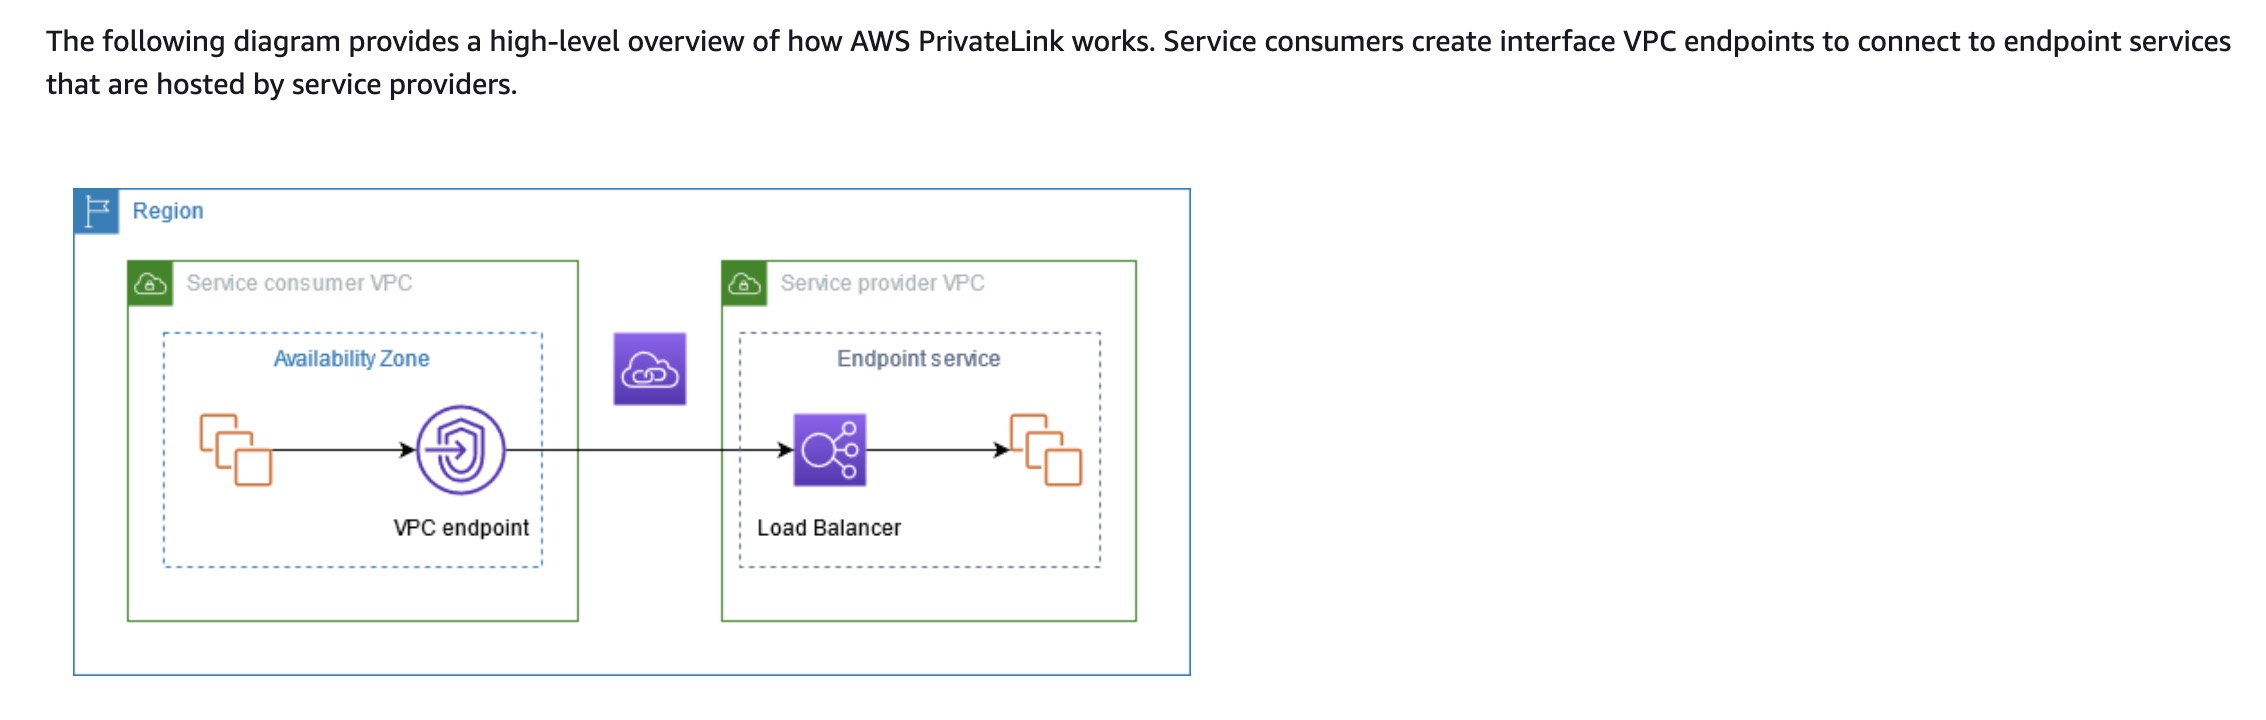 The following diagram provides a high-level overview of how AWS PrivateLink works. Service consumers create interface VPC endpoints to connect to endpoint services
that are hosted by service providers.
Region
Service consumer VPC
Service provider VPC
Availability Zone
Endpoint service
VPC endpoint
Load Balancer